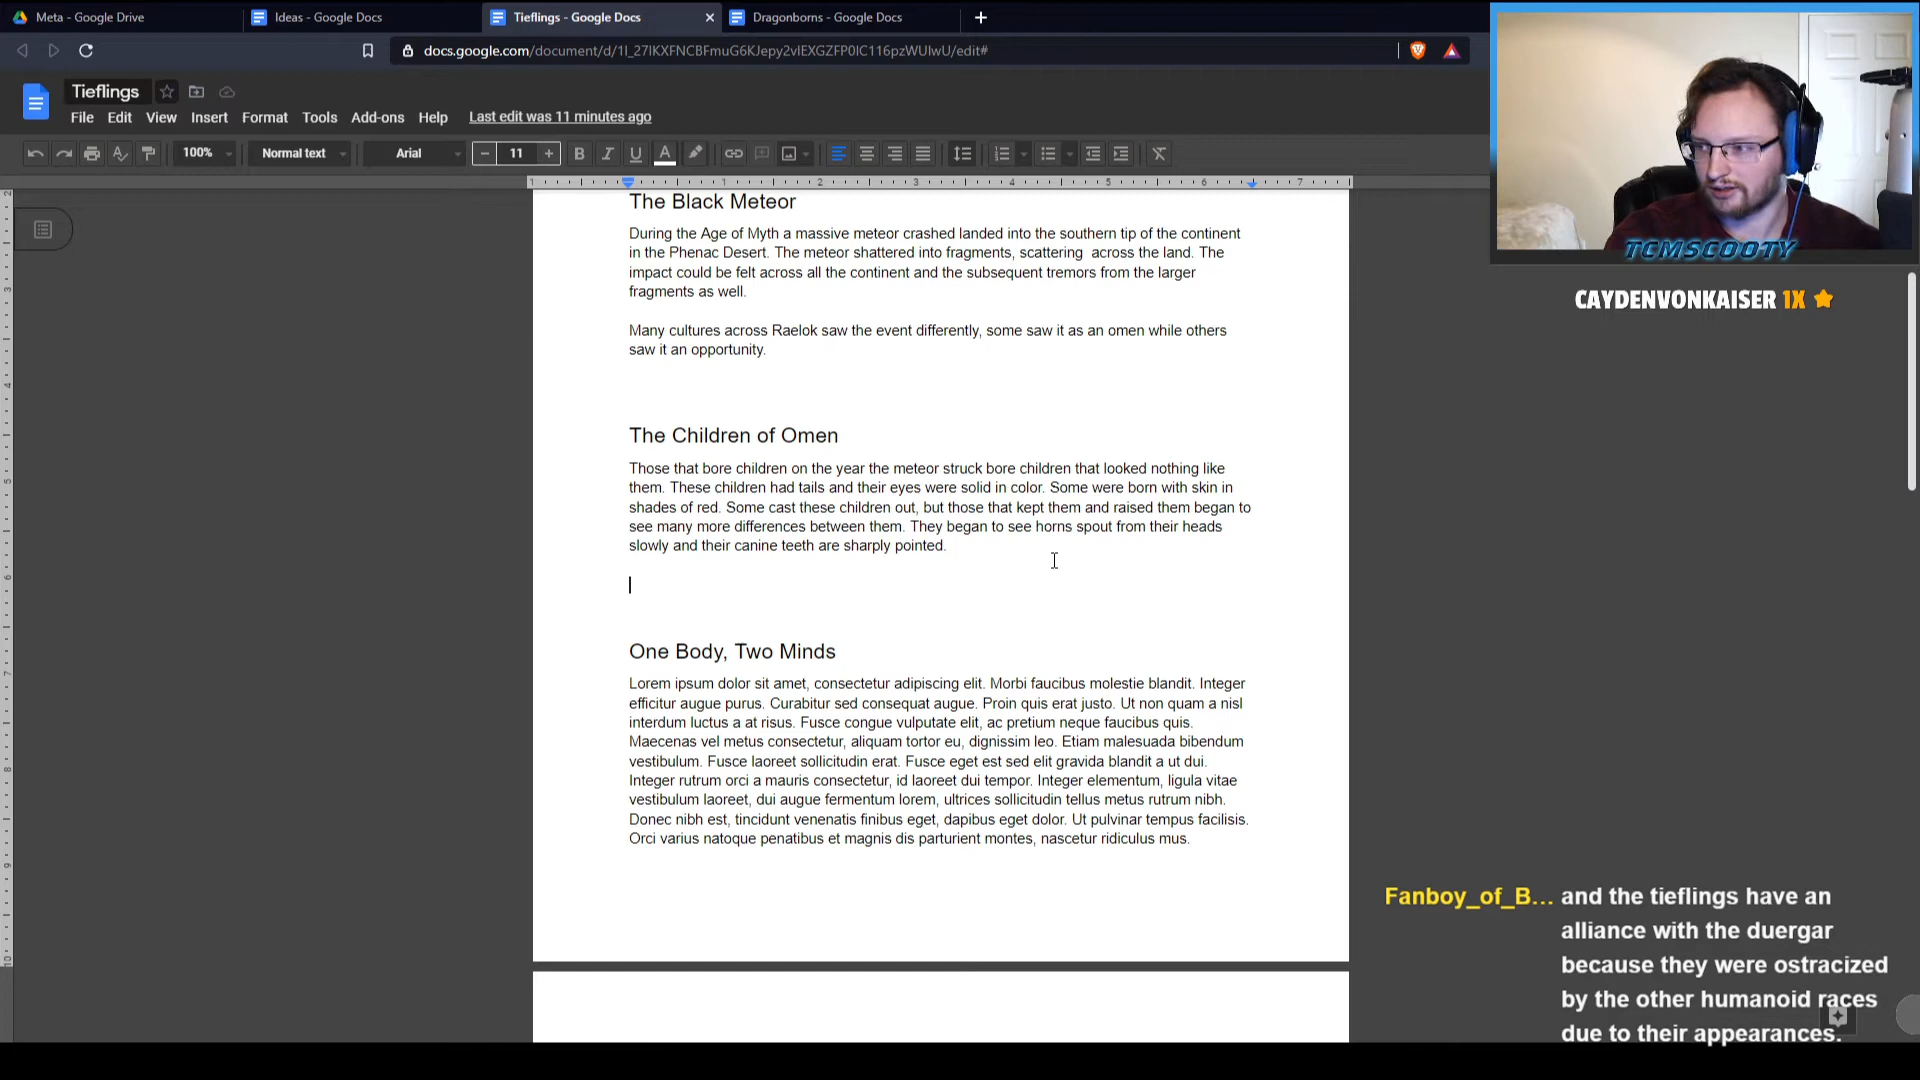 Meta - Google Drive
Ideas - Google Docs
Tieflings - Google Docs
Dragonborns - Google Docs
Tieflings
File Edit View Insert Format Tools Add-ons Help Last edit was 11 minutes ago
100% Normal text Arial 11 B I U A
1 1 2 3 4 5 6 7
The Black Meteor
During the Age of Myth a massive meteor crashed landed into the southern tip of the continent
in the Phenac Desert. The meteor shattered into fragments, scattering  across the land. The
impact could be felt across all the continent and the subsequent tremors from the larger
fragments as well.
Many cultures across Raelok saw the event differently, some saw it as an omen while others
saw it an opportunity.
The Children of Omen
Those that bore children on the year the meteor struck bore children that looked nothing like
them. These children had tails and their eyes were solid in color. Some were born with skin in
shades of red. Some cast these children out, but those that kept them and raised them began to
see many more differences between them. They began to see horns spout from their heads
slowly and their canine teeth are sharply pointed.
One Body, Two Minds
Lorem ipsum dolor sit amet, consectetur adipiscing elit. Morbi faucibus molestie blandit. Integer
efficitur augue purus. Curabitur sed consequat augue. Proin quis erat justo. Ut non quam a nisl
interdum luctus a at risus. Fusce congue vulputate elit, ac pretium neque faucibus quis.
Maecenas vel metus consectetur, aliquam tortor eu, dignissim leo. Etiam malesuada bibendum
vestibulum. Fusce laoreet sollicitudin erat. Fusce eget est sed elit gravida blandit a ut dui.
Integer rutrum orci a mauris consectetur, id laoreet dui tempor. Integer elementum, ligula vitae
vestibulum laoreet, dui augue fermentum lorem, ultrices sollicitudin tellus metus rutrum nibh.
Donec nibh est, tincidunt venenatis finibus eget, dapibus eget dolor. Ut pulvinar tempus facilisis.
Orci varius natoque penatibus et magnis dis parturient montes, nascetur ridiculus mus.
TCMSCOOTY
CAYDENVONKAISER 1X
Fanboy_of_B... and the tieflings have an
alliance with the duergar
because they were ostracized
by the other humanoid races
due to their appearances.